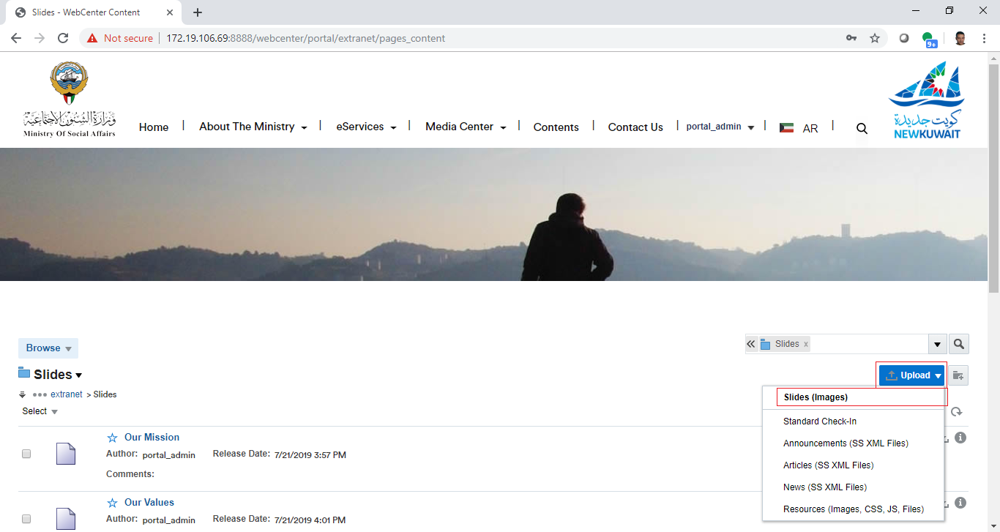 Slides - WebCenter Content
Not secure | 172.19.106.69:8888/webcenter/portal/extranet/pages_content
9+
وزارة الشئون الاجتماعية
Ministry Of Social Affairs
Home | About The Ministry | eServices | Media Center | Contents | Contact Us | portal_admin | AR |
كويت جديدة
NEWKUWAIT
Browse
Slides x
Slides
Upload
extranet > Slides
Select
Slides (Images)
Standard Check-In
Announcements (SS XML Files)
Articles (SS XML Files)
News (SS XML Files)
Resources (Images, CSS, JS, Files)
Our Mission
Author: portal_admin Release Date: 7/21/2019 3:57 PM
Comments:
Our Values
Author: portal_admin Release Date: 7/21/2019 4:01 PM